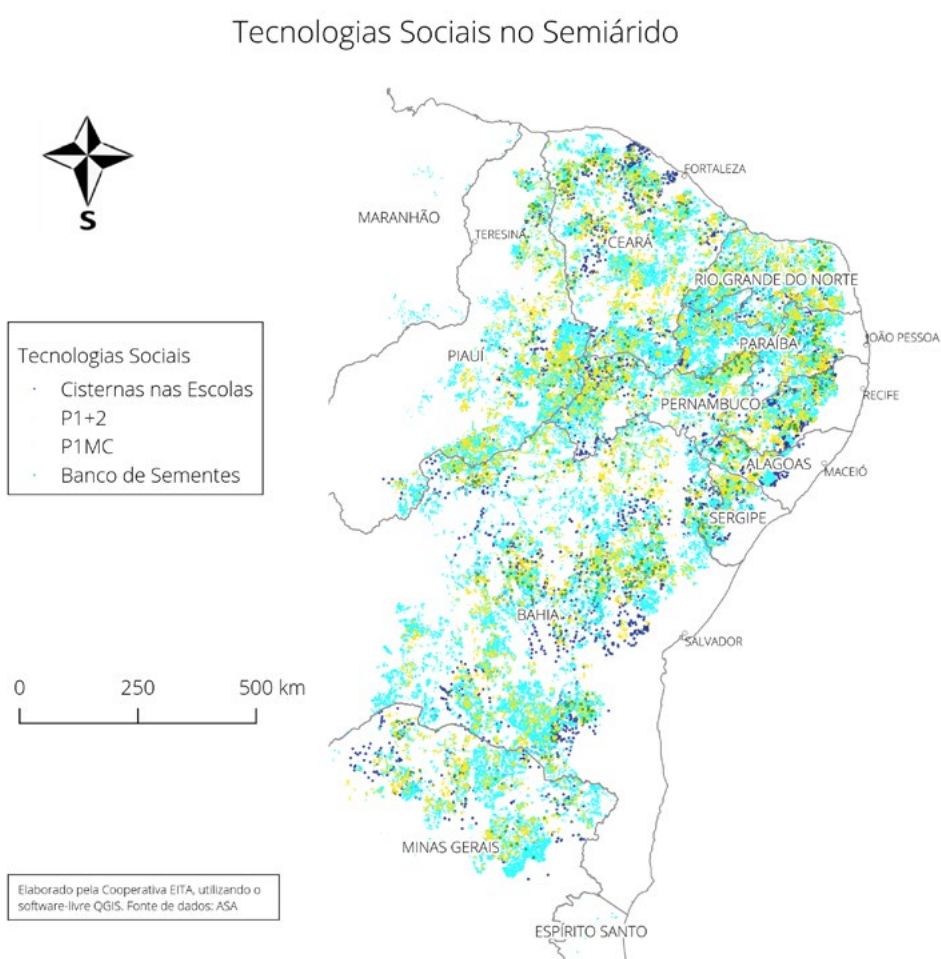 Tecnologias Sociais no Semiárido
S
FORTALEZA
MARANHÃO
TERESINA
CEARÁ
RIO GRANDE DO NORTE
JOÃO PESSOA
PARAÍBA
PIAUÍ
RECIFE
PERNAMBUCO
ALAGOAS
MACEIÓ
SERGIPE
BAHIA
SALVADOR
MINAS GERAIS
ESPÍRITO SANTO
Tecnologias Sociais
Cisternas nas Escolas
P1+2
P1MC
Banco de Sementes
0 250 500 km
Elaborado pela Cooperativa EITA, utilizando o
software-livre QGIS. Fonte de dados: ASA